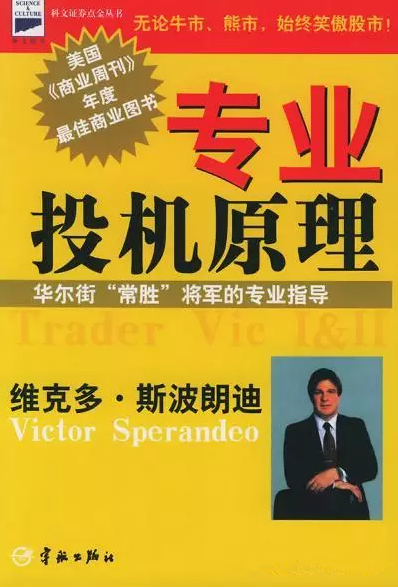 SCIENCE & CULTURE
科文证券点金丛书
无论牛市、熊市，始终笑傲股市！
美国
《商业周刊》
年度
最佳商业图书
专业
投机原理
华尔街“常胜”将军的专业指导
Trader Vic I&II
维克多·斯波朗迪
Victor Sperandeo
宇航出版社